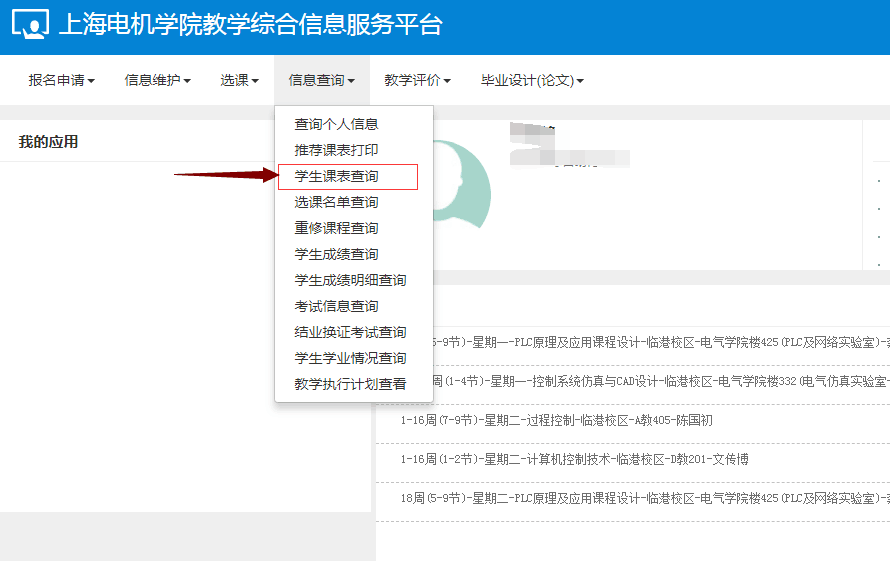 上海电机学院教学综合信息服务平台
报名申请 信息维护 选课 信息查询 教学评价 毕业设计(论文)
查询个人信息
推荐课表打印
学生课表查询
选课名单查询
重修课程查询
学生成绩查询
学生成绩明细查询
考试信息查询
结业换证考试查询
学生学业情况查询
教学执行计划查看
我的应用
5-9节)-星期一-PLC原理及应用课程设计-临港校区-电气学院楼425(PLC及网络实验室)-
周(1-4节)-星期一-控制系统仿真与CAD设计-临港校区-电气学院楼332(电气仿真实验室-
1-16周(7-9节)-星期二-过程控制-临港校区-A教405-陈国初
1-16周(1-2节)-星期二-计算机控制技术-临港校区-D教201-文传博
18周(5-9节)-星期二-PLC原理及应用课程设计-临港校区-电气学院楼425(PLC及网络实验室)-